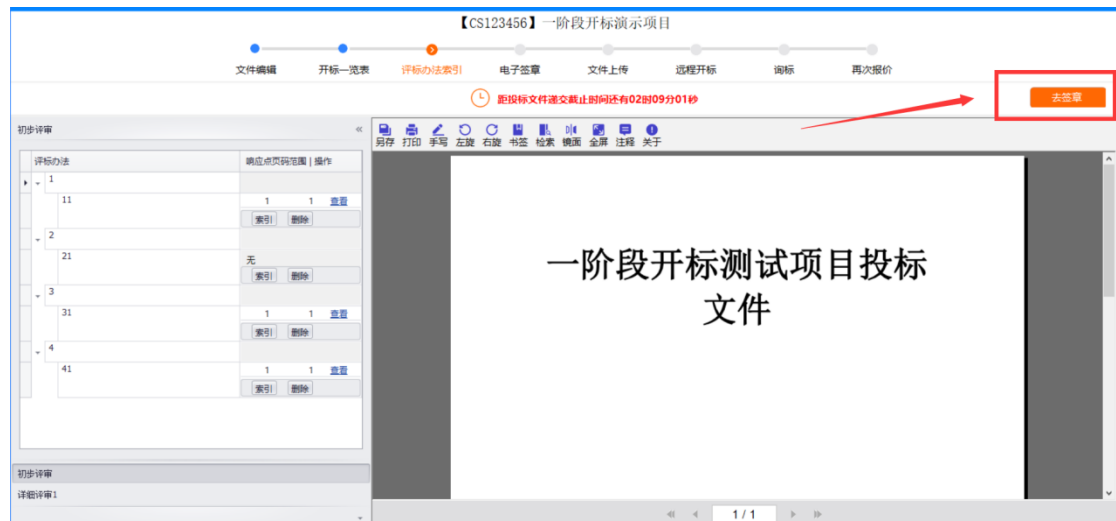 【CS123456】一阶段开标演示项目
文件编辑 开标一览表 评标办法索引 电子签章 文件上传 远程开标 询标 再次报价
距投标文件递交截止时间还有02时09分01秒
去签章
初步评审
评标办法 响应点页码范围 | 操作
1
11 1 1 查看
索引 删除
2
21 无
索引 删除
3
31 1 1 查看
索引 删除
4
41 1 1 查看
索引 删除
初步评审
详细评审1
另存 打印 手写 左旋 右旋 书签 检索 镜面 全屏 注释 关于
一阶段开标测试项目投标
文件
1 / 1